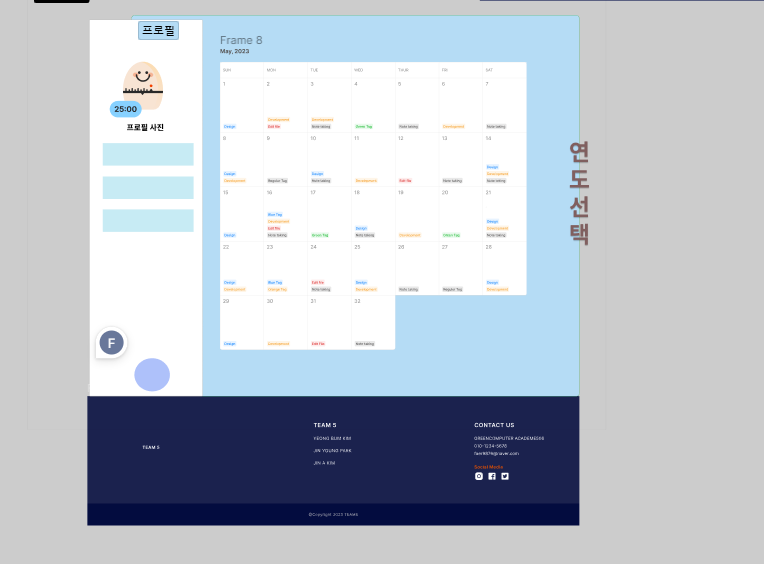 프로필
25:00
프로필 사진
F
Frame 8
May, 2023
SUN MON TUE WED THUR FRI SAT
1 2 3 4 5 6 7
Development Development
Design Edit file Note taking Green Tag Note taking Development Note taking
8 9 10 11 12 13 14
Design
Design Design Development
Development Regular Tag Note taking Development Edit file Note taking Note taking
15 16 17 18 19 20 21
Blue Tag
Development Design
Edit File Design Development
Design Note taking Green Tag Note taking Development Green Tag Note taking
22 23 24 25 26 27 28
Design Blue Tag Edit File Design Design
Development Orange Tag Note taking Development Note taking Regular Tag Development
29 30 31 32
Design Development Edit File Note taking
연도선택
TEAM 5
TEAM 5
YEONG BUM KIM
JIN YOUNG PARK
JIN A KIM
CONTACT US
010-1234-5678
Social Media
©Copyright 2023 TEAM5